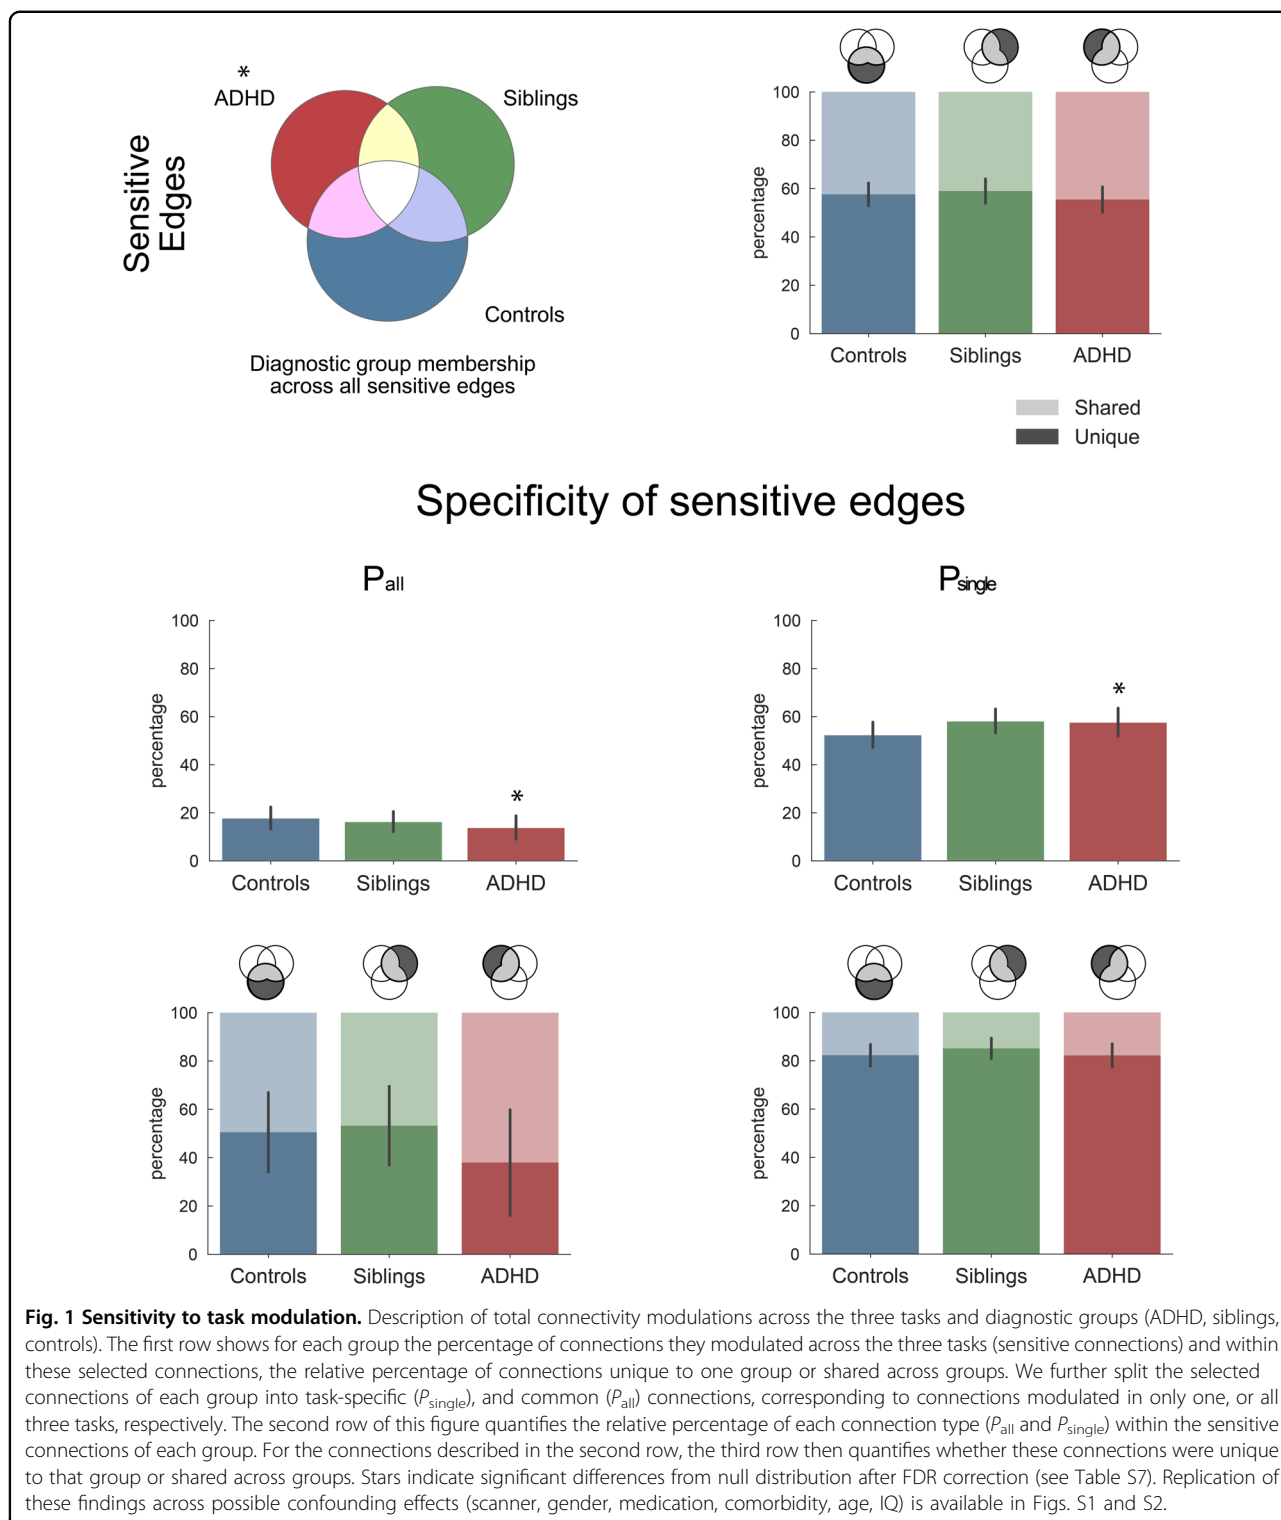 *
ADHD
Siblings
Sensitive
Edges
Controls
Diagnostic group membership
across all sensitive edges
100
80
60
40
20
0
percentage
Controls Siblings ADHD
Shared
Unique
Specificity of sensitive edges
Pall
100
80
60
40
20
0
percentage
*
Controls Siblings ADHD
Psingle
100
80
60
40
20
0
percentage
*
Controls Siblings ADHD
100
80
60
40
20
0
percentage
Controls Siblings ADHD
100
80
60
40
20
0
percentage
Controls Siblings ADHD
Fig. 1 Sensitivity to task modulation. Description of total connectivity modulations across the three tasks and diagnostic groups (ADHD, siblings,
controls). The first row shows for each group the percentage of connections they modulated across the three tasks (sensitive connections) and within
these selected connections, the relative percentage of connections unique to one group or shared across groups. We further split the selected
connections of each group into task-specific (Psingle), and common (Pall) connections, corresponding to connections modulated in only one, or all
three tasks, respectively. The second row of this figure quantifies the relative percentage of each connection type (Pall and Psingle) within the sensitive
connections of each group. For the connections described in the second row, the third row then quantifies whether these connections were unique
to that group or shared across groups. Stars indicate significant differences from null distribution after FDR correction (see Table S7). Replication of
these findings across possible confounding effects (scanner, gender, medication, comorbidity, age, IQ) is available in Figs. S1 and S2.